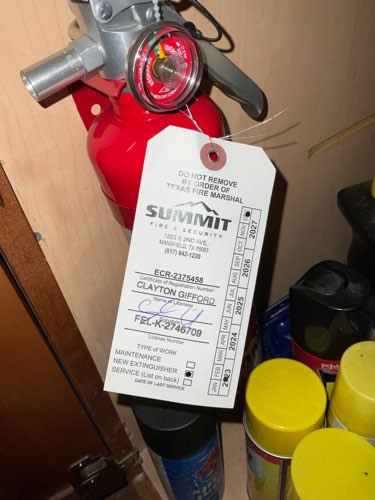 DO NOT REMOVE
BY ORDER OF
TEXAS FIRE MARSHAL
SUMMIT
FIRE & SECURITY
1203 S 2ND AVE.
MANSFIELD, TX 76063
(817) 842-1220
ECR-2375458
Certificate of Registration Number
CLAYTON GIFFORD
Name of Licensee
FEL-K-2746709
License Number
TYPE OF WORK
MAINTENANCE
NEW EXTINGUISHER
SERVICE (List on back)
DATE OF LAST SERVICE
JAN FEB MAR APR MAY JUN JUL AUG SEP OCT NOV
2023 2024 2025 2026 2027